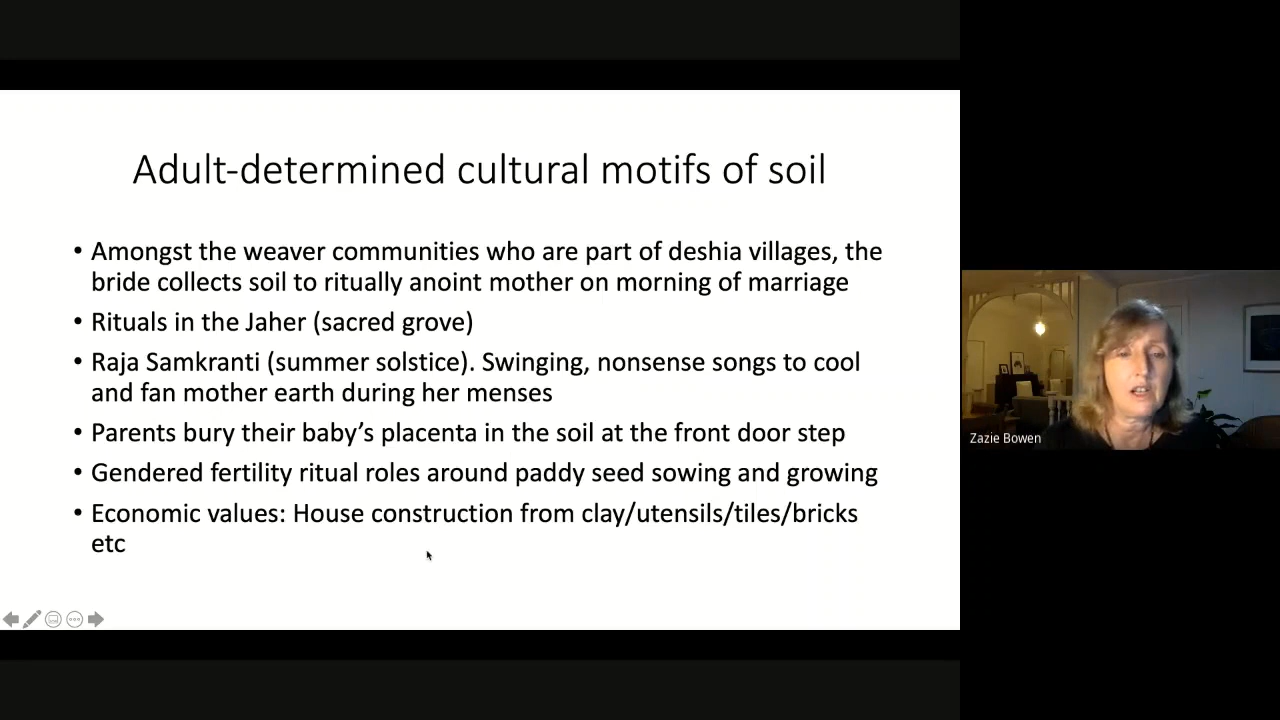 Adult-determined cultural motifs of soil
• Amongst the weaver communities who are part of deshia villages, the
bride collects soil to ritually anoint mother on morning of marriage
• Rituals in the Jaher (sacred grove)
• Raja Samkranti (summer solstice). Swinging, nonsense songs to cool
and fan mother earth during her menses
• Parents bury their baby’s placenta in the soil at the front door step
• Gendered fertility ritual roles around paddy seed sowing and growing
• Economic values: House construction from clay/utensils/tiles/bricks
etc
Zazie Bowen